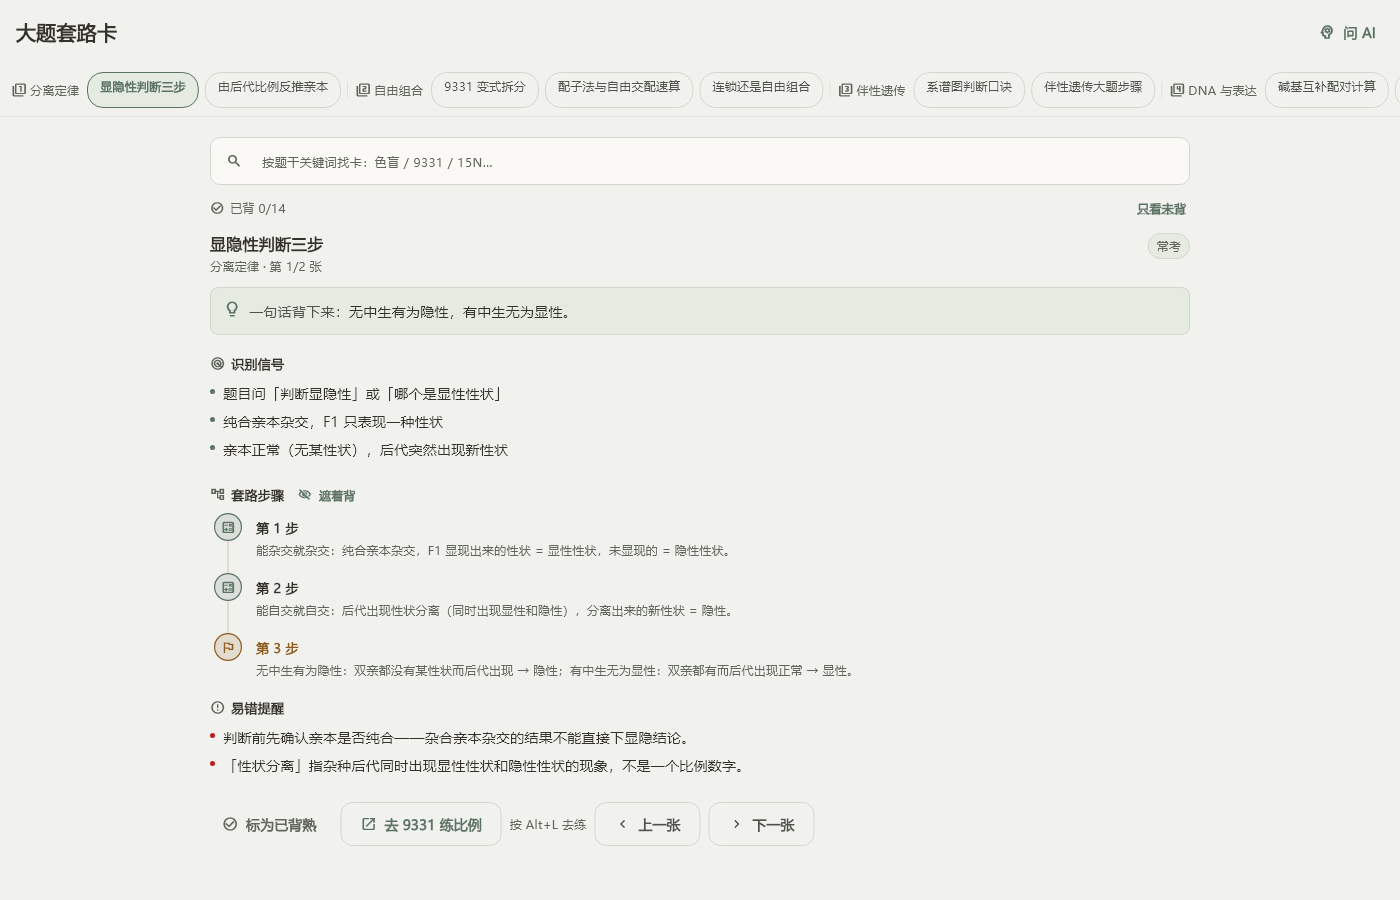 大题套路卡
问 AI
分离定律 显隐性判断三步 由后代比例反推亲本 自由组合 9331 变式拆分 配子法与自由交配速算 连锁还是自由组合 伴性遗传 系谱图判断口诀 伴性遗传大题步骤 DNA 与表达 碱基互补配对计算
按题干关键词找卡：色盲 / 9331 / 15N…
已背 0/14
只看未背
显隐性判断三步
常考
分离定律 · 第 1/2 张
一句话背下来：无中生有为隐性，有中生无为显性。
识别信号
题目问「判断显隐性」或「哪个是显性性状」
纯合亲本杂交，F1 只表现一种性状
亲本正常（无某性状），后代突然出现新性状
套路步骤 遮着背
第 1 步
能杂交就杂交：纯合亲本杂交，F1 显现出来的性状 = 显性性状，未显现的 = 隐性性状。
第 2 步
能自交就自交：后代出现性状分离（同时出现显性和隐性），分离出来的新性状 = 隐性。
第 3 步
无中生有为隐性：双亲都没有某性状而后代出现 → 隐性；有中生无为显性：双亲都有而后代出现正常 → 显性。
易错提醒
判断前先确认亲本是否纯合——杂合亲本杂交的结果不能直接下显隐结论。
「性状分离」指杂种后代同时出现显性性状和隐性性状的现象，不是一个比例数字。
标为已背熟 去 9331 练比例 按 Alt+L 去练 上一张 下一张